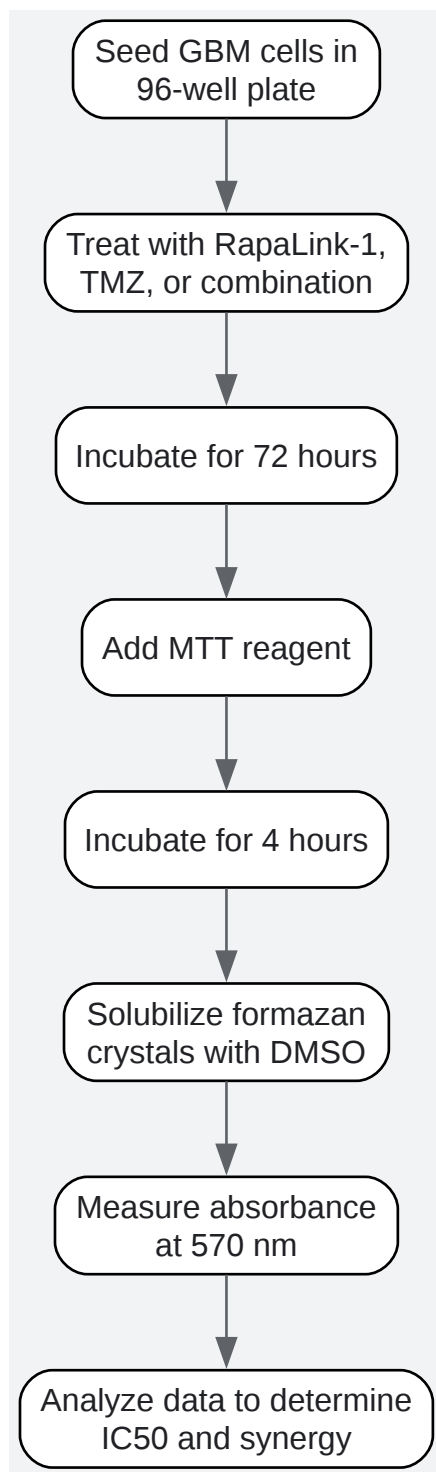 Seed GBM cells in
96-well plate
Treat with RapaLink-1,
TMZ, or combination
Incubate for 72 hours
Add MTT reagent
Incubate for 4 hours
Solubilize formazan
crystals with DMSO
Measure absorbance
at 570 nm
Analyze data to determine
IC50 and synergy